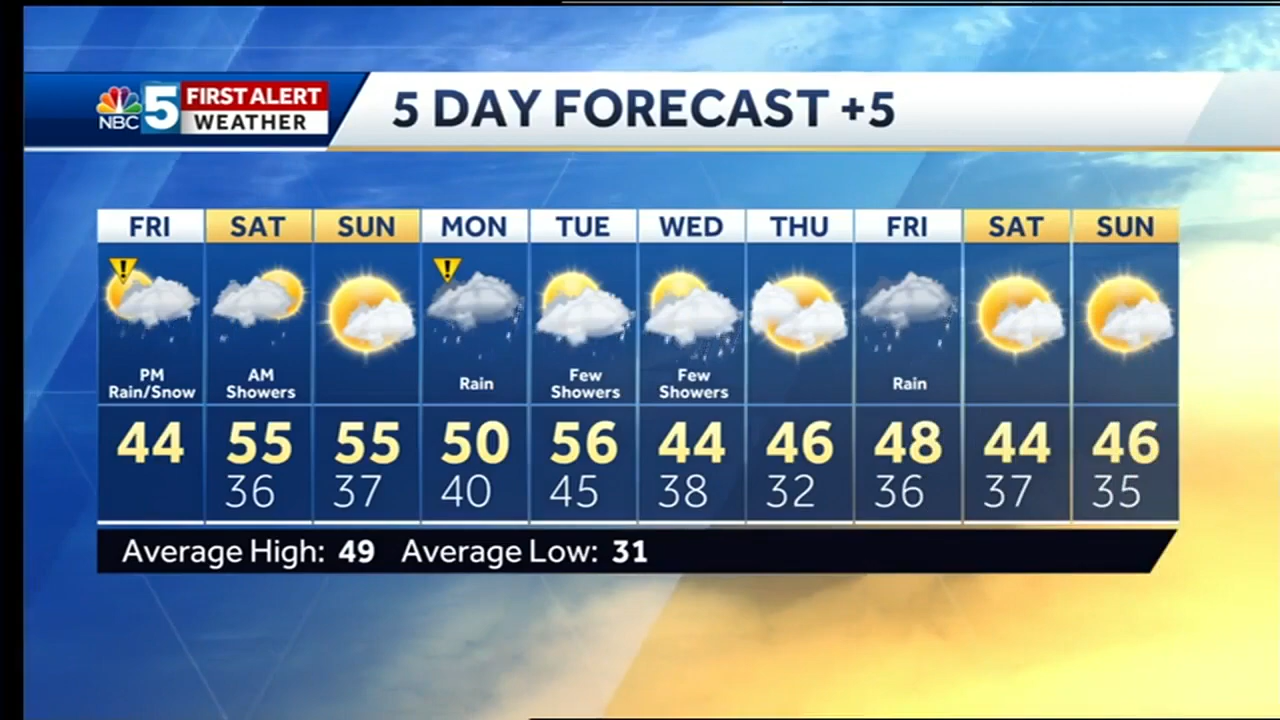 NBC 5 FIRST ALERT WEATHER
5 DAY FORECAST +5
FRI SAT SUN MON TUE WED THU FRI SAT SUN
! !
PM Rain/Snow AM Showers Rain Few Showers Few Showers Rain
44 55 55 50 56 44 46 48 44 46
36 37 40 45 38 32 36 37 35
Average High: 49 Average Low: 31